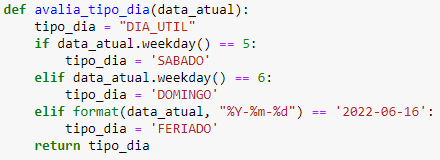 def avalia_tipo_dia(data_atual):
    tipo_dia = "DIA_UTIL"
    if data_atual.weekday() == 5:
        tipo_dia = 'SABADO'
    elif data_atual.weekday() == 6:
        tipo_dia = 'DOMINGO'
    elif format(data_atual, "%Y-%m-%d") == '2022-06-16':
        tipo_dia = 'FERIADO'
    return tipo_dia